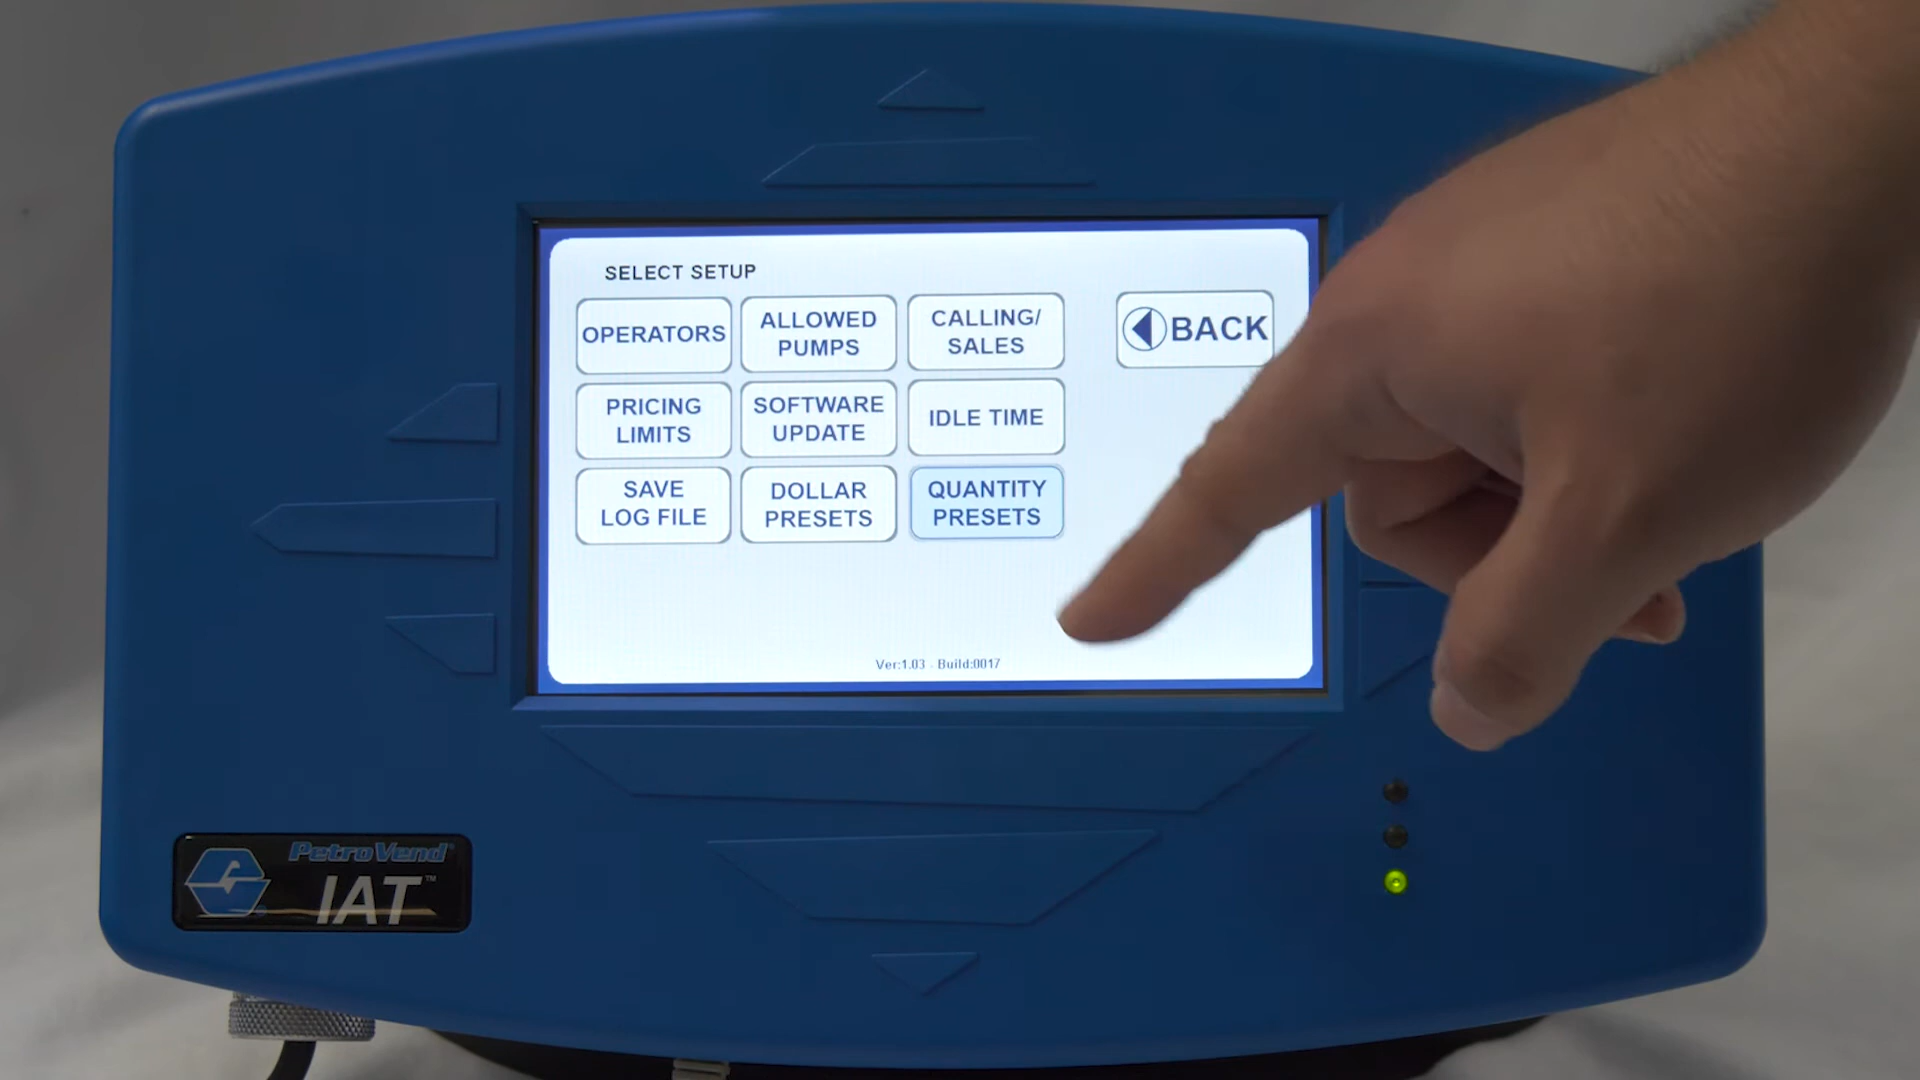 SELECT SETUP
OPERATORS
ALLOWED
PUMPS
CALLING/
SALES
BACK
PRICING
LIMITS
SOFTWARE
UPDATE
IDLE TIME
SAVE
LOG FILE
DOLLAR
PRESETS
QUANTITY
PRESETS
Ver:1.03 - Build:0017
PetroVend®
IAT™